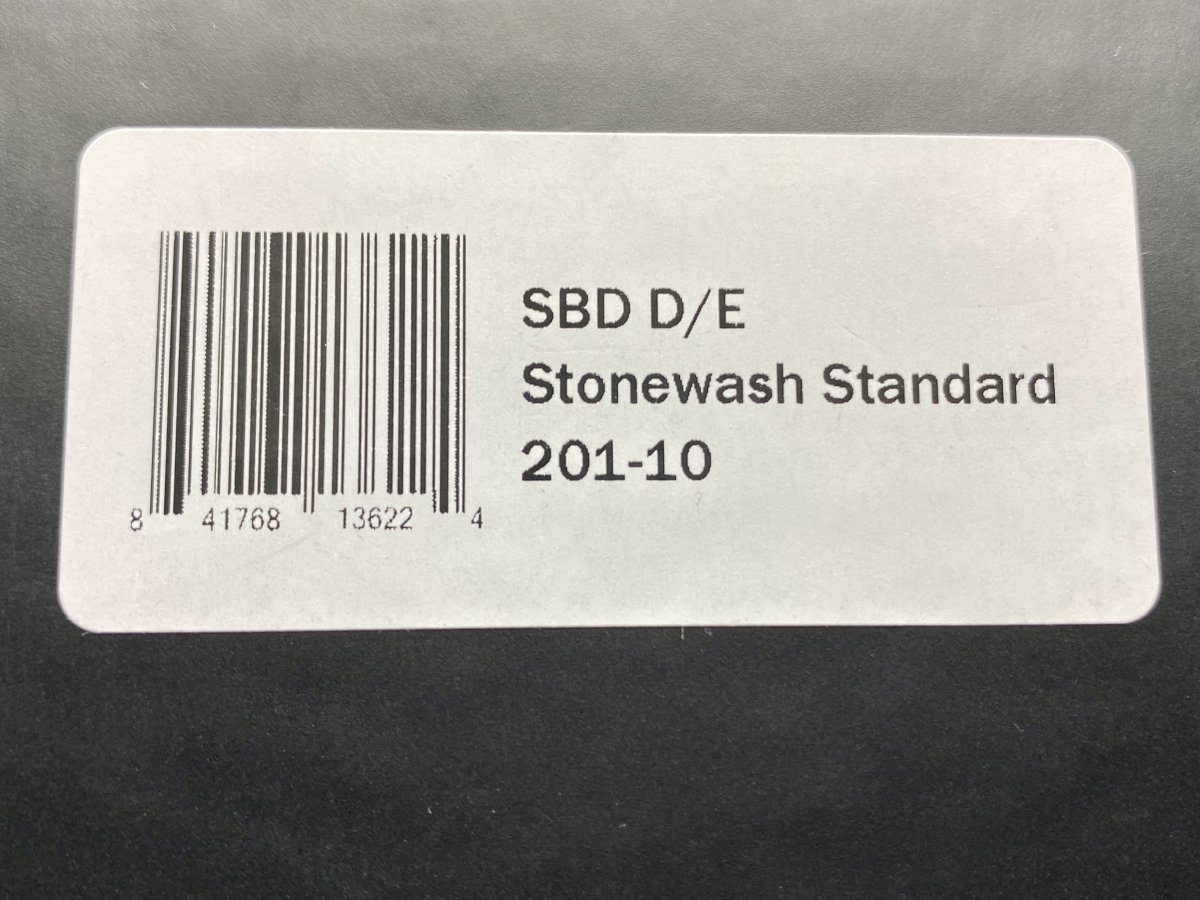 SBD D/E
Stonewash Standard
201-10
8 41768 13622 4